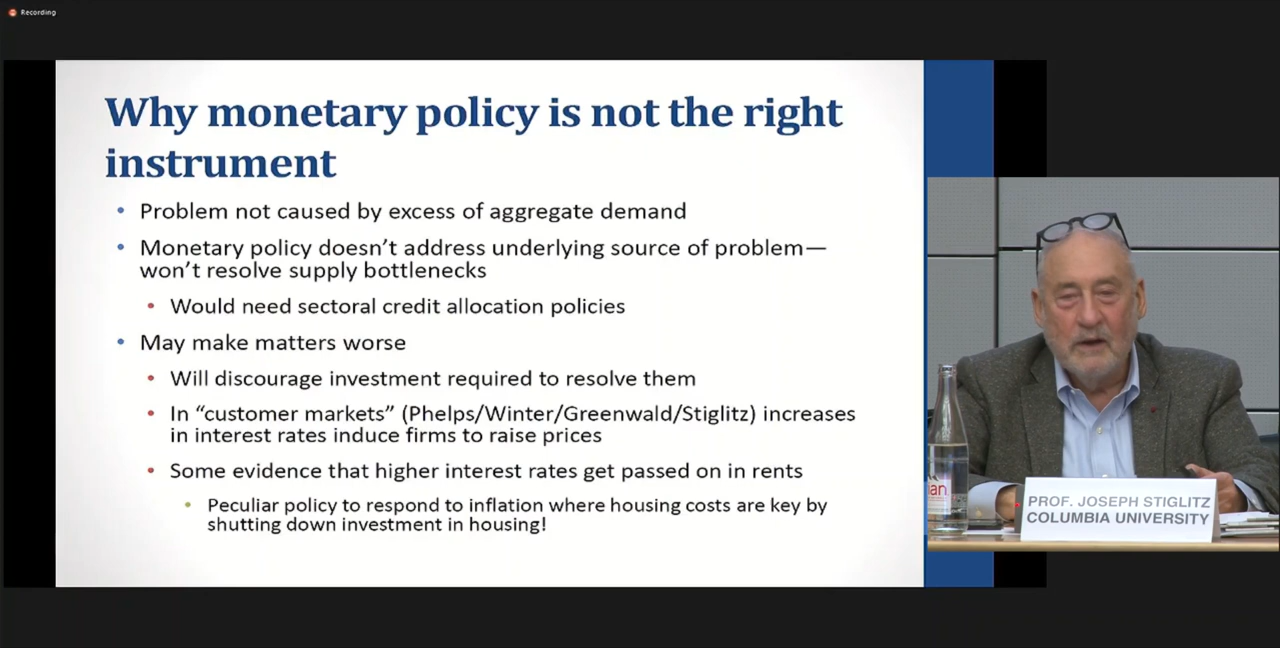 Recording
Why monetary policy is not the right
instrument
• Problem not caused by excess of aggregate demand
• Monetary policy doesn’t address underlying source of problem—
won’t resolve supply bottlenecks
• Would need sectoral credit allocation policies
• May make matters worse
• Will discourage investment required to resolve them
• In “customer markets” (Phelps/Winter/Greenwald/Stiglitz) increases
in interest rates induce firms to raise prices
• Some evidence that higher interest rates get passed on in rents
• Peculiar policy to respond to inflation where housing costs are key by
shutting down investment in housing!
PROF. JOSEPH STIGLITZ
COLUMBIA UNIVERSITY